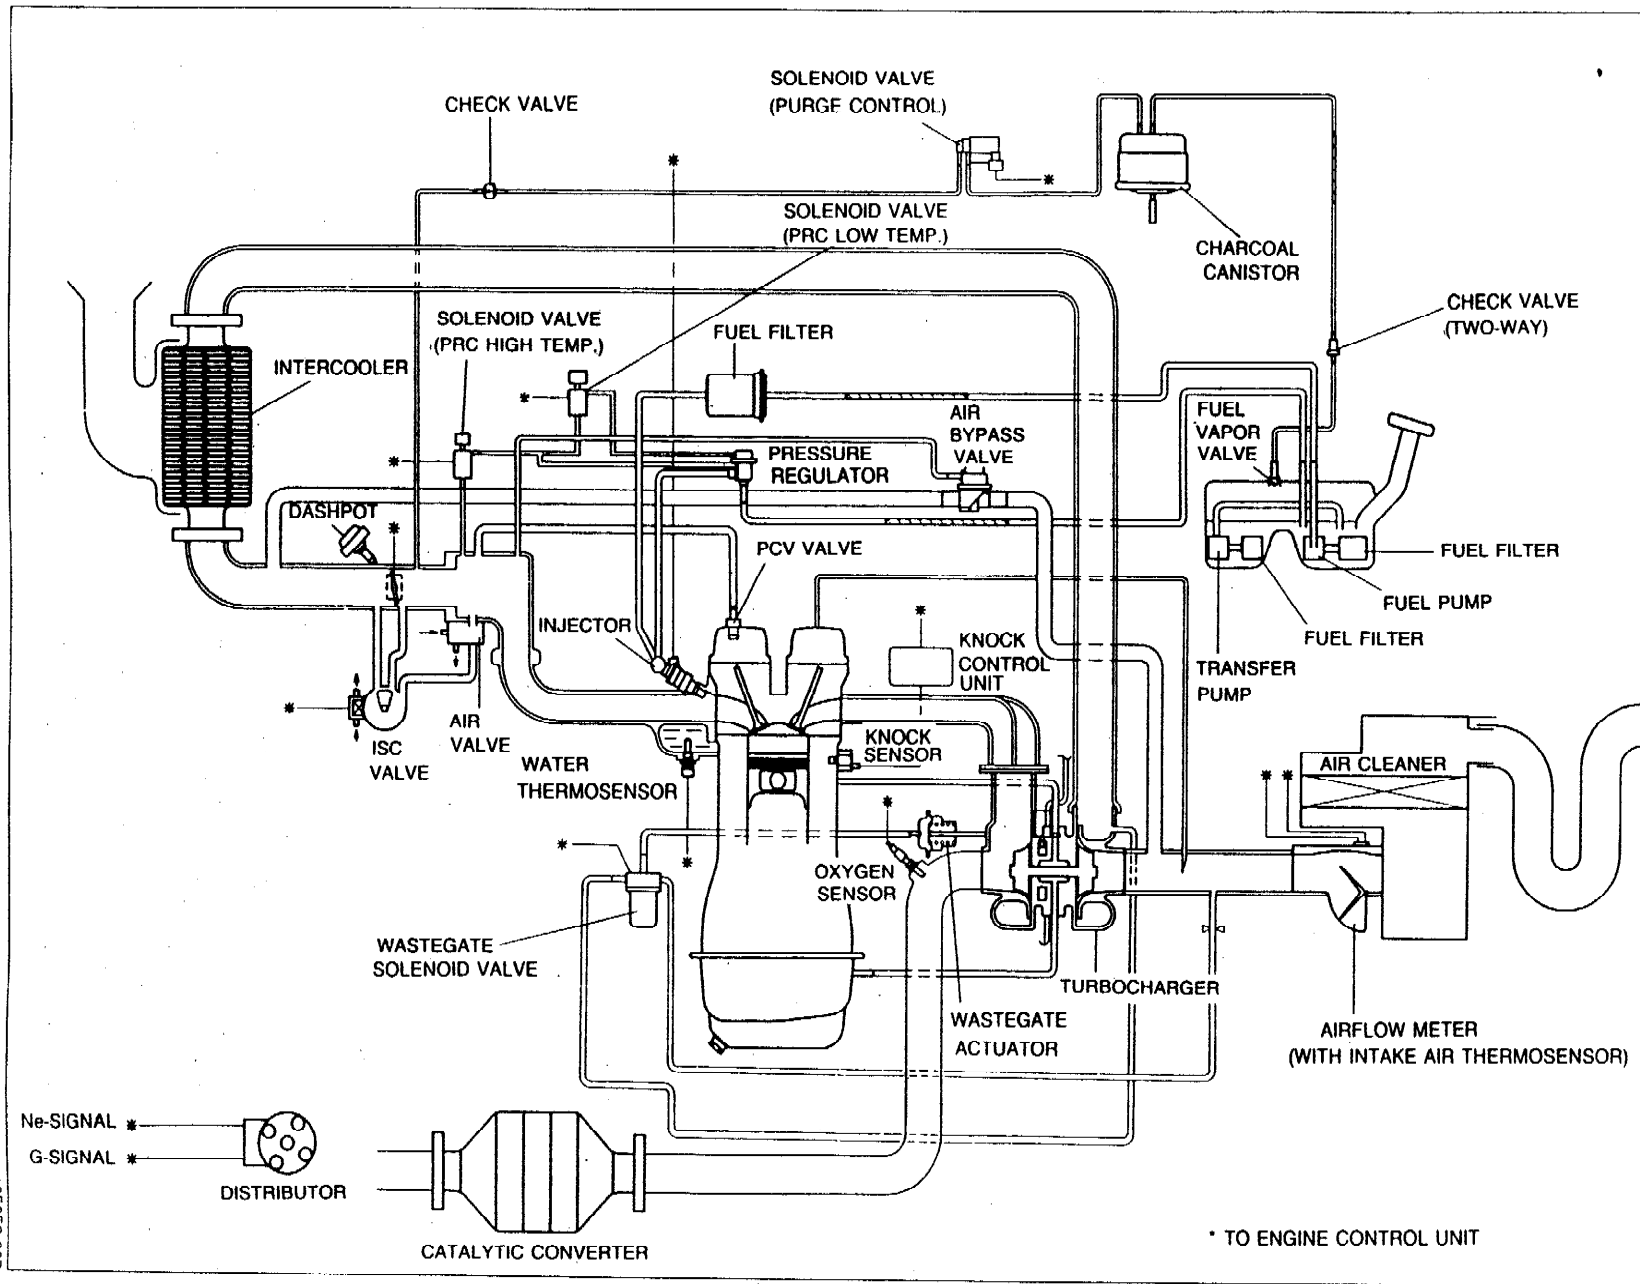 SOLENOID VALVE
(PURGE CONTROL)
CHECK VALVE
*
*
SOLENOID VALVE
(PRC LOW TEMP.)
CHARCOAL
CANISTOR
CHECK VALVE
(TWO-WAY)
SOLENOID VALVE
(PRC HIGH TEMP.)
FUEL FILTER
INTERCOOLER
*
AIR
BYPASS
VALVE
FUEL
VAPOR
VALVE
*
PRESSURE
REGULATOR
DASHPOT
*
PCV VALVE
FUEL FILTER
FUEL PUMP
FUEL FILTER
TRANSFER
PUMP
INJECTOR
*
KNOCK
CONTROL
UNIT
*
ISC
VALVE
AIR
VALVE
WATER
THERMOSENSOR
KNOCK
SENSOR
* *
AIR CLEANER
*
*
*
OXYGEN
SENSOR
WASTEGATE
SOLENOID VALVE
TURBOCHARGER
WASTEGATE
ACTUATOR
AIRFLOW METER
(WITH INTAKE AIR THERMOSENSOR)
Ne-SIGNAL *
G-SIGNAL *
DISTRIBUTOR
CATALYTIC CONVERTER
* TO ENGINE CONTROL UNIT